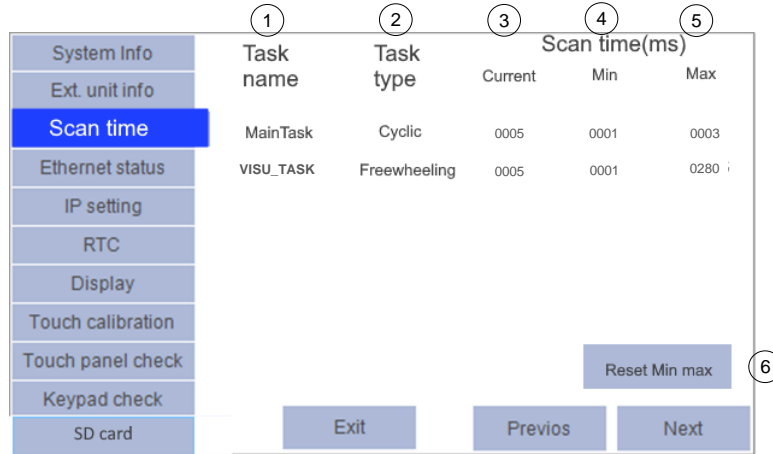 1 2 3 4 5
System Info Task name Task type Scan time(ms)
Ext. unit info Current Min Max
Scan time MainTask Cyclic 0005 0001 0003
Ethernet status VISU_TASK Freewheeling 0005 0001 0280
IP setting
RTC
Display
Touch calibration
Touch panel check Reset Min max 6
Keypad check
SD card Exit Previos Next